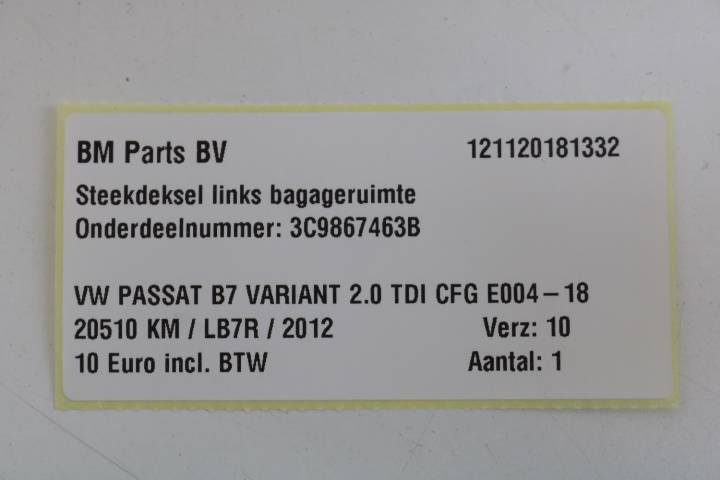 BM Parts BV 121120181332
Steekdeksel links bagageruimte
Onderdeelnummer: 3C9867463B
VW PASSAT B7 VARIANT 2.0 TDI CFG E004-18
20510 KM / LB7R / 2012 Verz: 10
10 Euro incl. BTW Aantal: 1